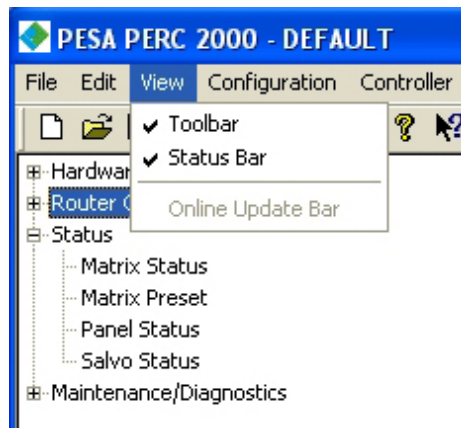 PESA PERC 2000 - DEFAULT
File Edit View Configuration Controller
Toolbar
Status Bar
Online Update Bar
Router
Status
Matrix Status
Matrix Preset
Panel Status
Salvo Status
Maintenance/Diagnostics